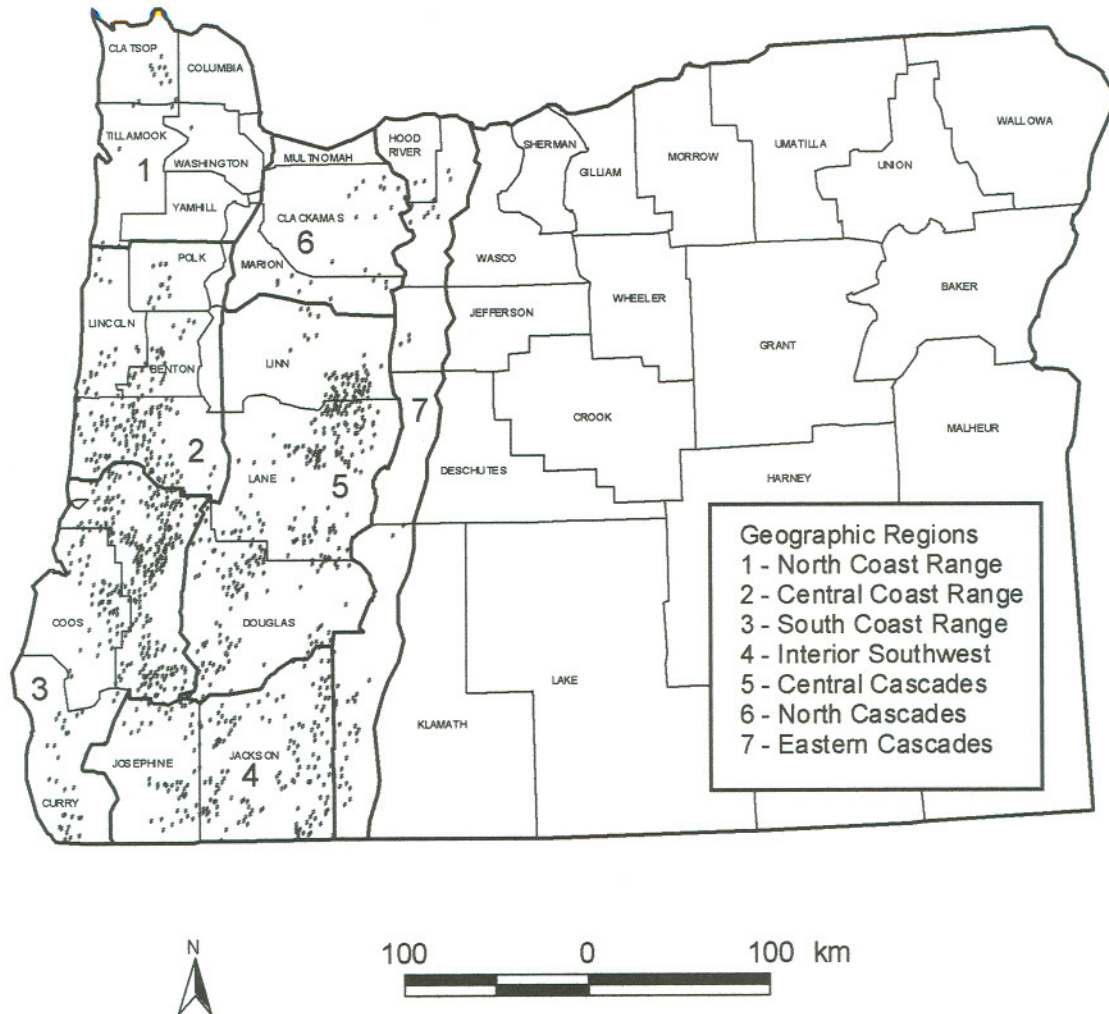 CLATSOP
COLUMBIA
TILLAMOOK
1
WASHINGTON
YAMHILL
MULTNOMAH
HOOD
RIVER
CLACKAMAS
6
MARION
POLK
LINCOLN
BENTON
LINN
2
LANE
5
7
COOS
DOUGLAS
3
CURRY
JOSEPHINE
JACKSON
4
SHERMAN
GILLIAM
MORROW
UMATILLA
UNION
WALLOWA
WASCO
JEFFERSON
WHEELER
GRANT
BAKER
CROOK
DESCHUTES
HARNEY
MALHEUR
KLAMATH
LAKE
Geographic Regions
1 - North Coast Range
2 - Central Coast Range
3 - South Coast Range
4 - Interior Southwest
5 - Central Cascades
6 - North Cascades
7 - Eastern Cascades
N
100 0 100 km